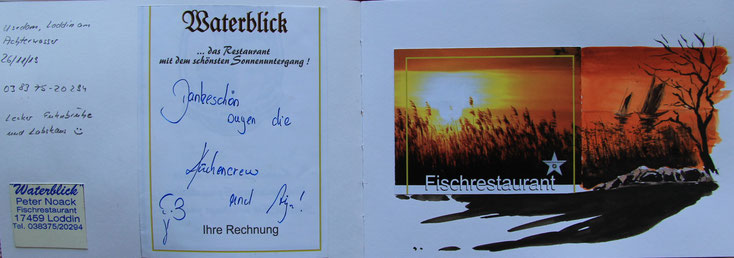 Usedom, Loddin am
Achterwasser
26/11/13
03 83 75-20 294
Lecker
und Labskaus
"Waterblick"
Peter Noack
Fischrestaurant
17459 Loddin
Tel. 038375/20294
Waterblick
... das Restaurant
mit dem schönsten Sonnenuntergang !
Dankeschön
sagen die
Küchencrew
und
Ihre Rechnung
Fischrestaurant